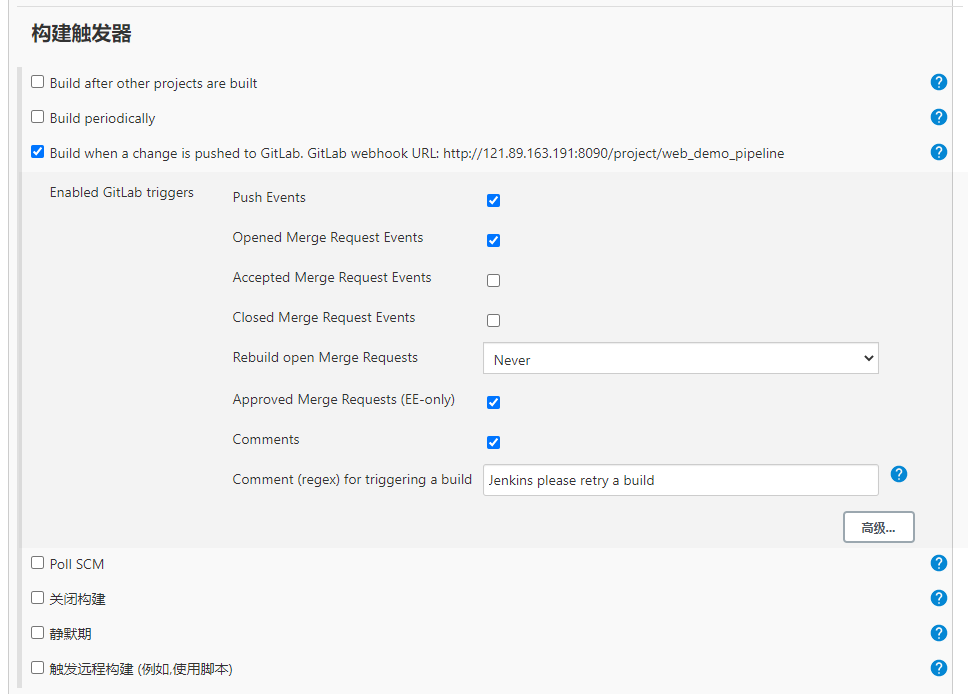 构建触发器
Build after other projects are built
Build periodically
Build when a change is pushed to GitLab. GitLab webhook URL: http://121.89.163.191:8090/project/web_demo_pipeline
Enabled GitLab triggers
Push Events
Opened Merge Request Events
Accepted Merge Request Events
Closed Merge Request Events
Rebuild open Merge Requests Never
Approved Merge Requests (EE-only)
Comments
Comment (regex) for triggering a build Jenkins please retry a build
高级...
Poll SCM
关闭构建
静默期
触发远程构建 (例如,使用脚本)